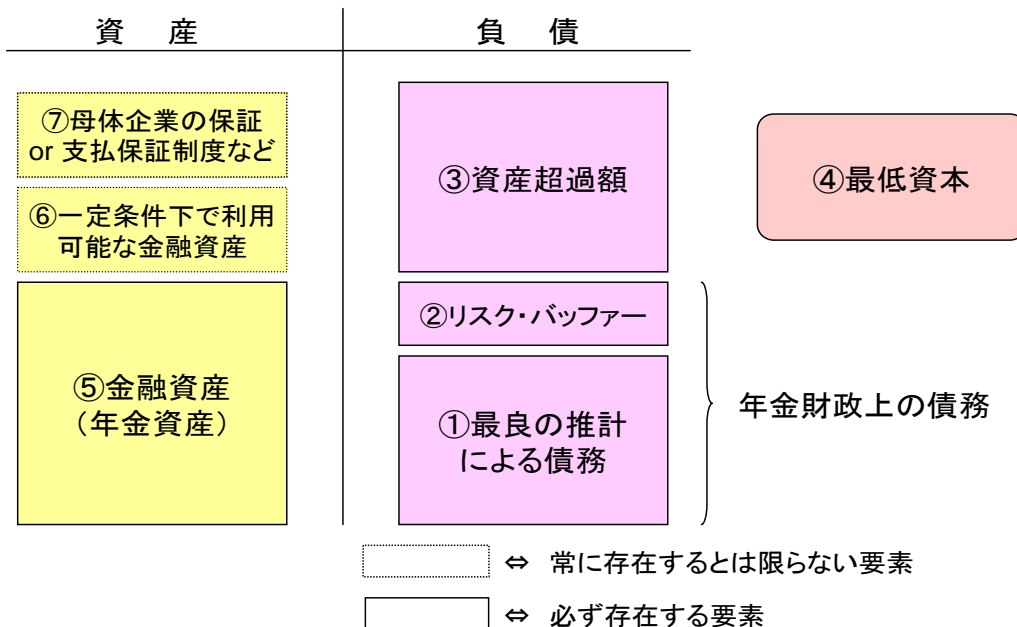 資 産
負 債
⑦母体企業の保証
or 支払保証制度など
⑥一定条件下で利用
可能な金融資産
⑤金融資産
（年金資産）
③資産超過額
②リスク・バッファー
①最良の推計
による債務
④最低資本
年金財政上の債務
⇔ 常に存在するとは限らない要素
⇔ 必ず存在する要素